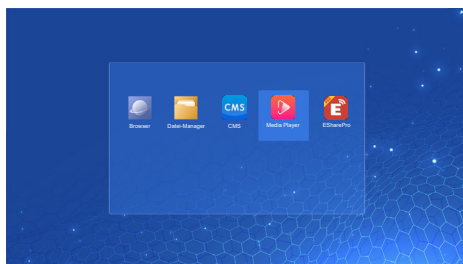 CMS
E
Browser
Datei-Manager
CMS
Media Player
ESharePro